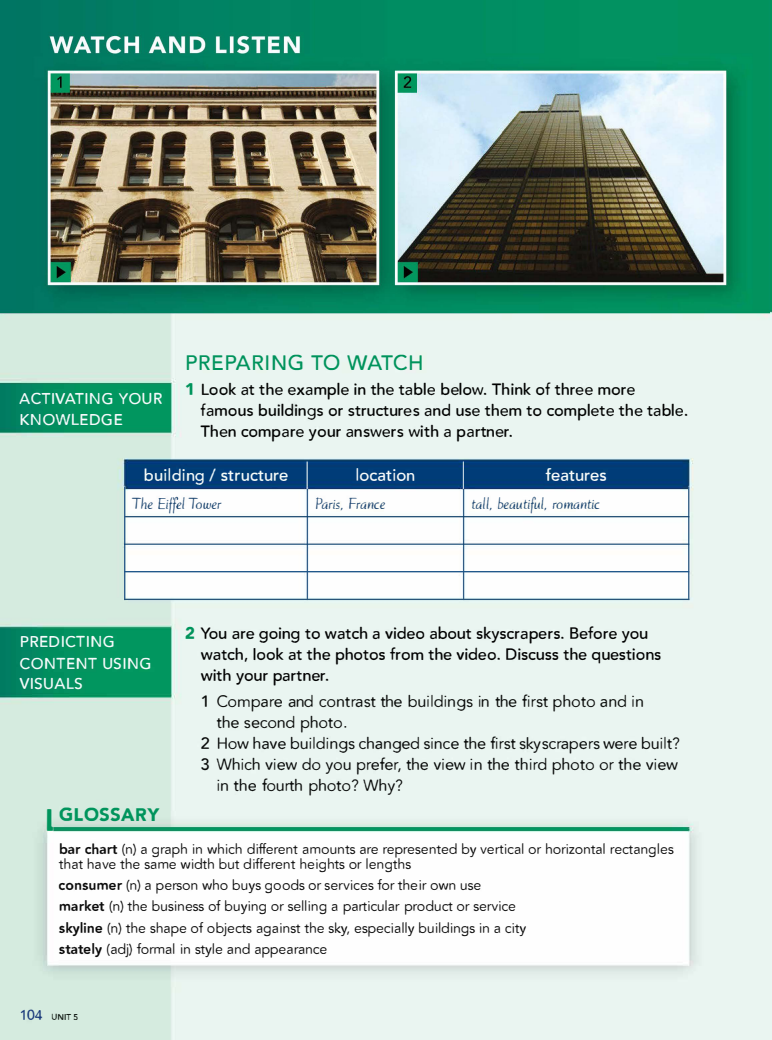 WATCH AND LISTEN
1
2
PREPARING TO WATCH
ACTIVATING YOUR
KNOWLEDGE
1 Look at the example in the table below. Think of three more
famous buildings or structures and use them to complete the table.
Then compare your answers with a partner.
building / structure location features
The Eiffel Tower Paris, France tall, beautiful, romantic
PREDICTING
CONTENT USING
VISUALS
2 You are going to watch a video about skyscrapers. Before you
watch, look at the photos from the video. Discuss the questions
with your partner.
1 Compare and contrast the buildings in the first photo and in
the second photo.
2 How have buildings changed since the first skyscrapers were built?
3 Which view do you prefer, the view in the third photo or the view
in the fourth photo? Why?
GLOSSARY
bar chart (n) a graph in which different amounts are represented by vertical or horizontal rectangles
that have the same width but different heights or lengths
consumer (n) a person who buys goods or services for their own use
market (n) the business of buying or selling a particular product or service
skyline (n) the shape of objects against the sky, especially buildings in a city
stately (adj) formal in style and appearance
104 UNIT 5